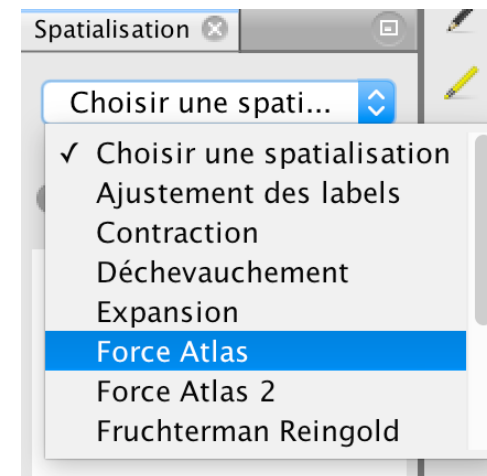 Spatialisation
Choisir une spati...
✓ Choisir une spatialisation
Ajustement des labels
Contraction
Déchevauchement
Expansion
Force Atlas
Force Atlas 2
Fruchterman Reingold